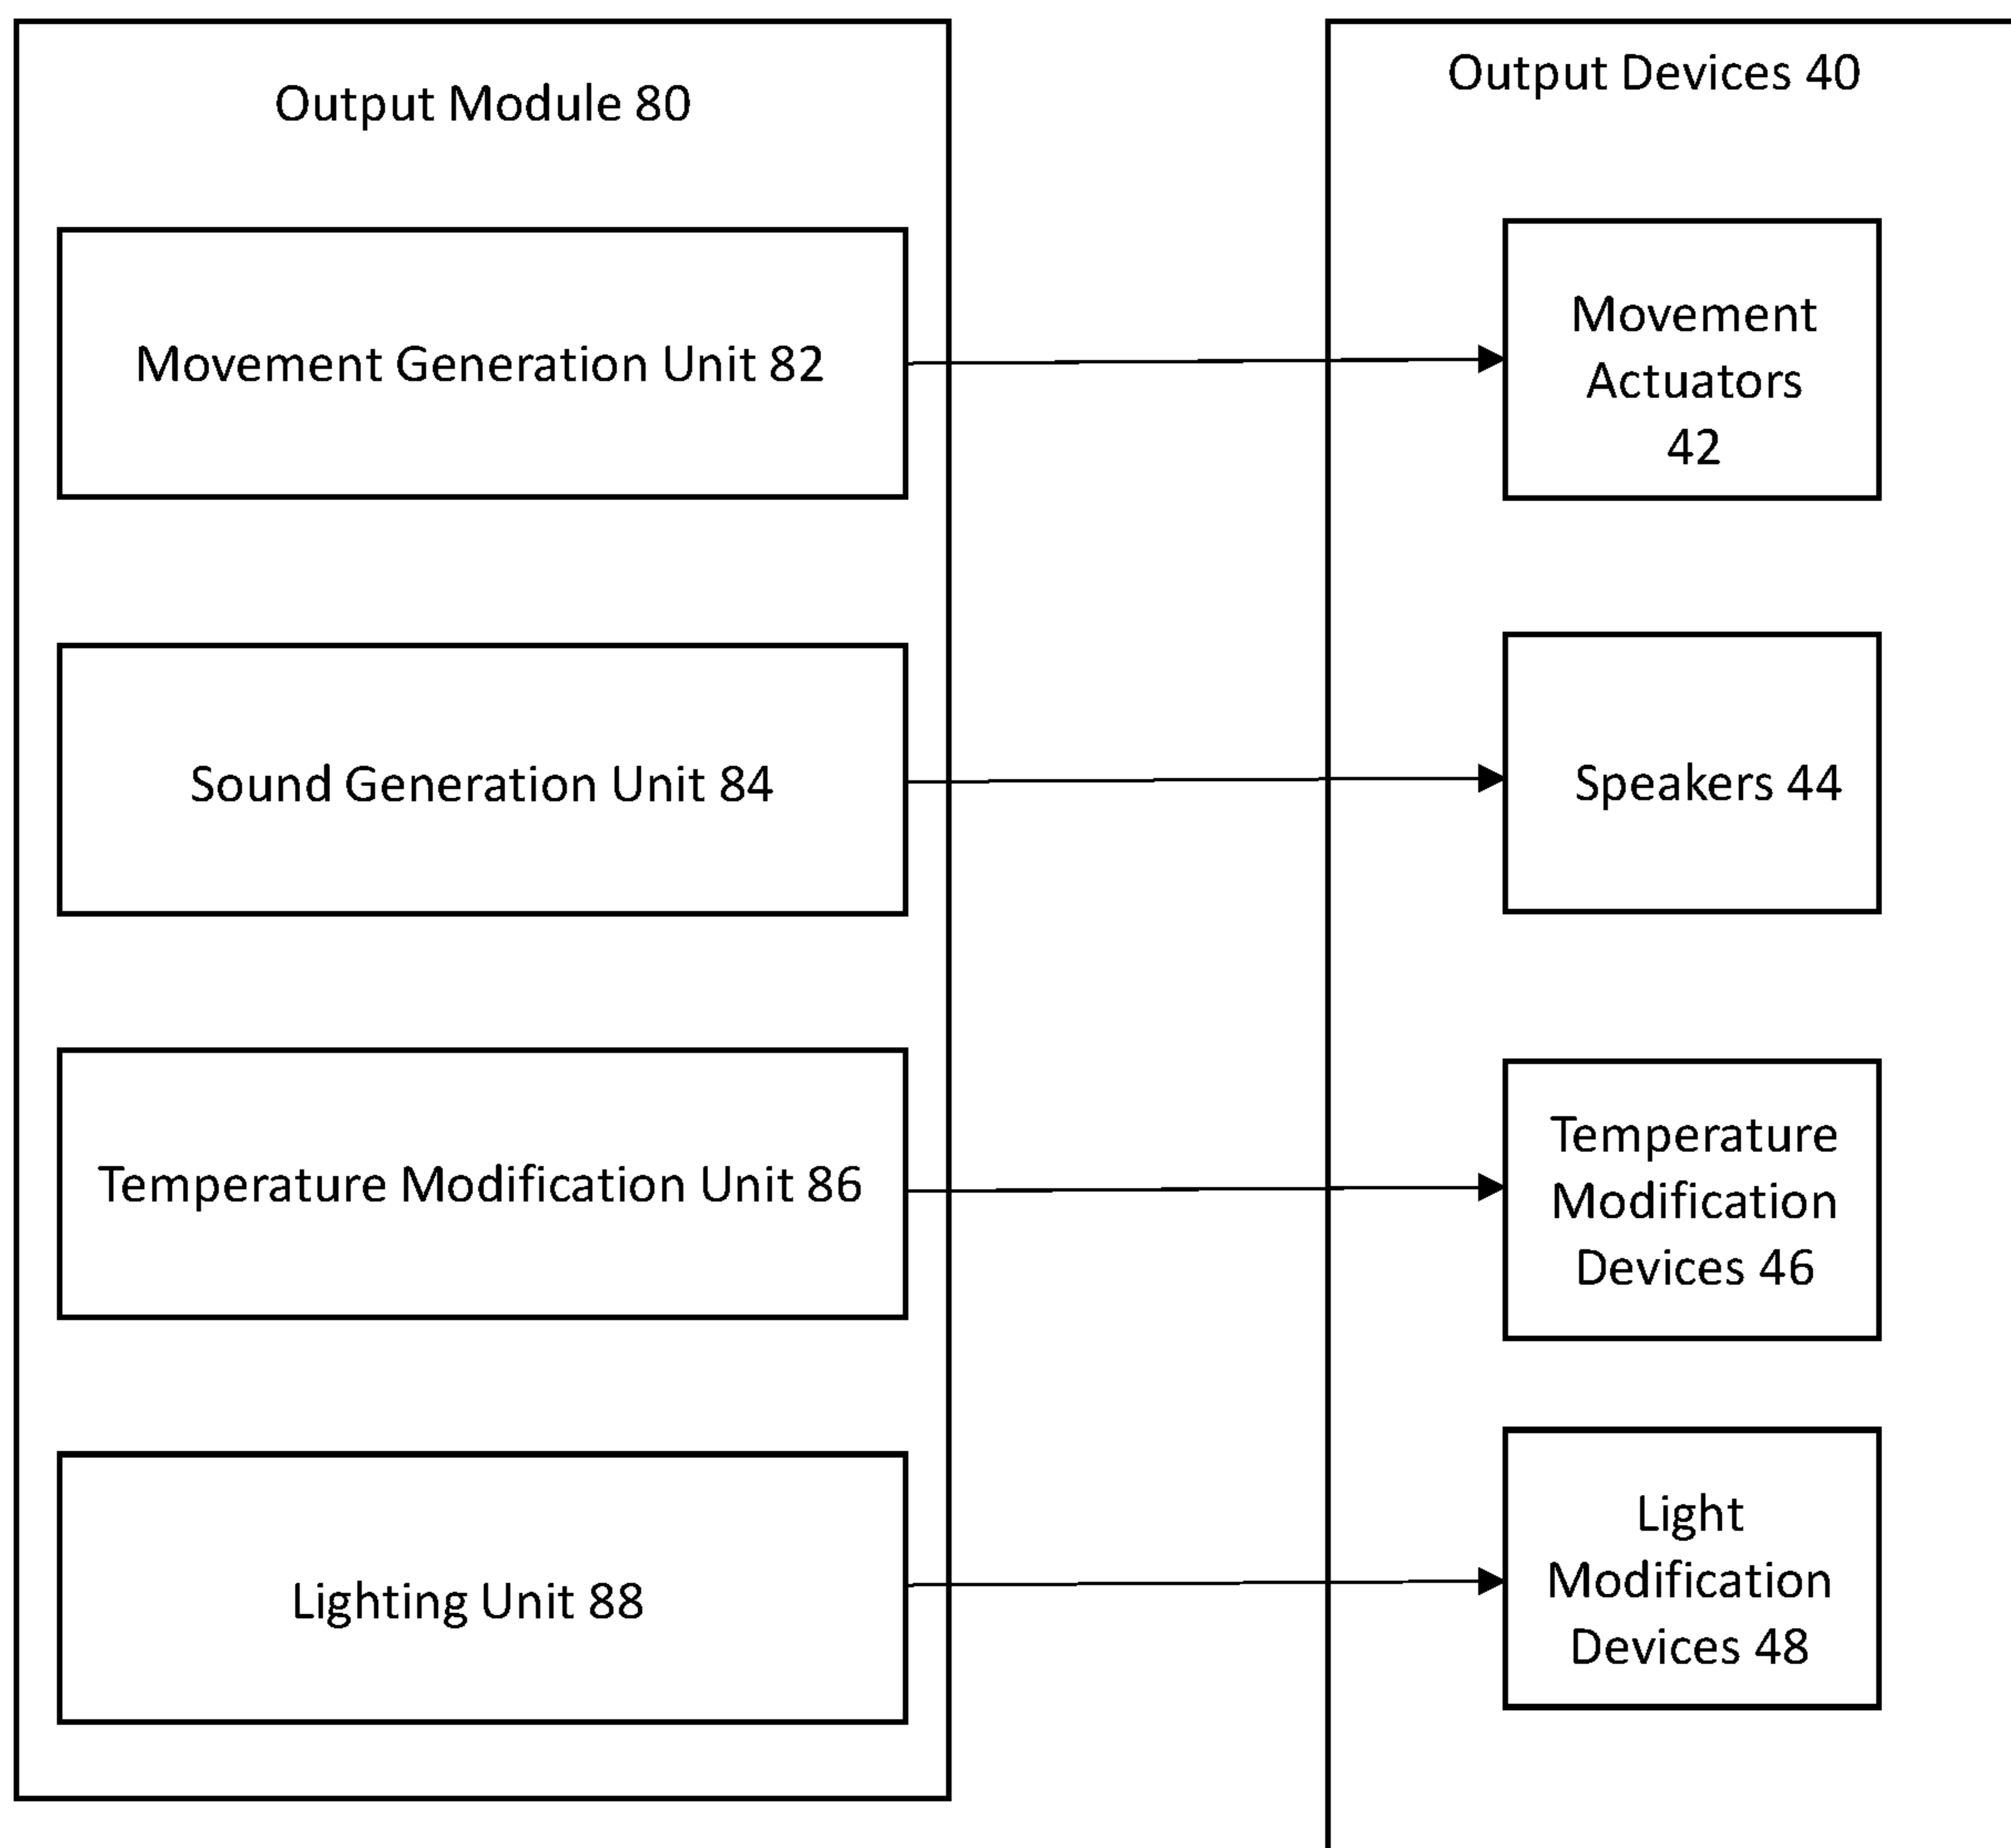 Output Module 80
Movement Generation Unit 82
Sound Generation Unit 84
Temperature Modification Unit 86
Lighting Unit 88
Output Devices 40
Movement
Actuators
42
Speakers 44
Temperature
Modification
Devices 46
Light
Modification
Devices 48